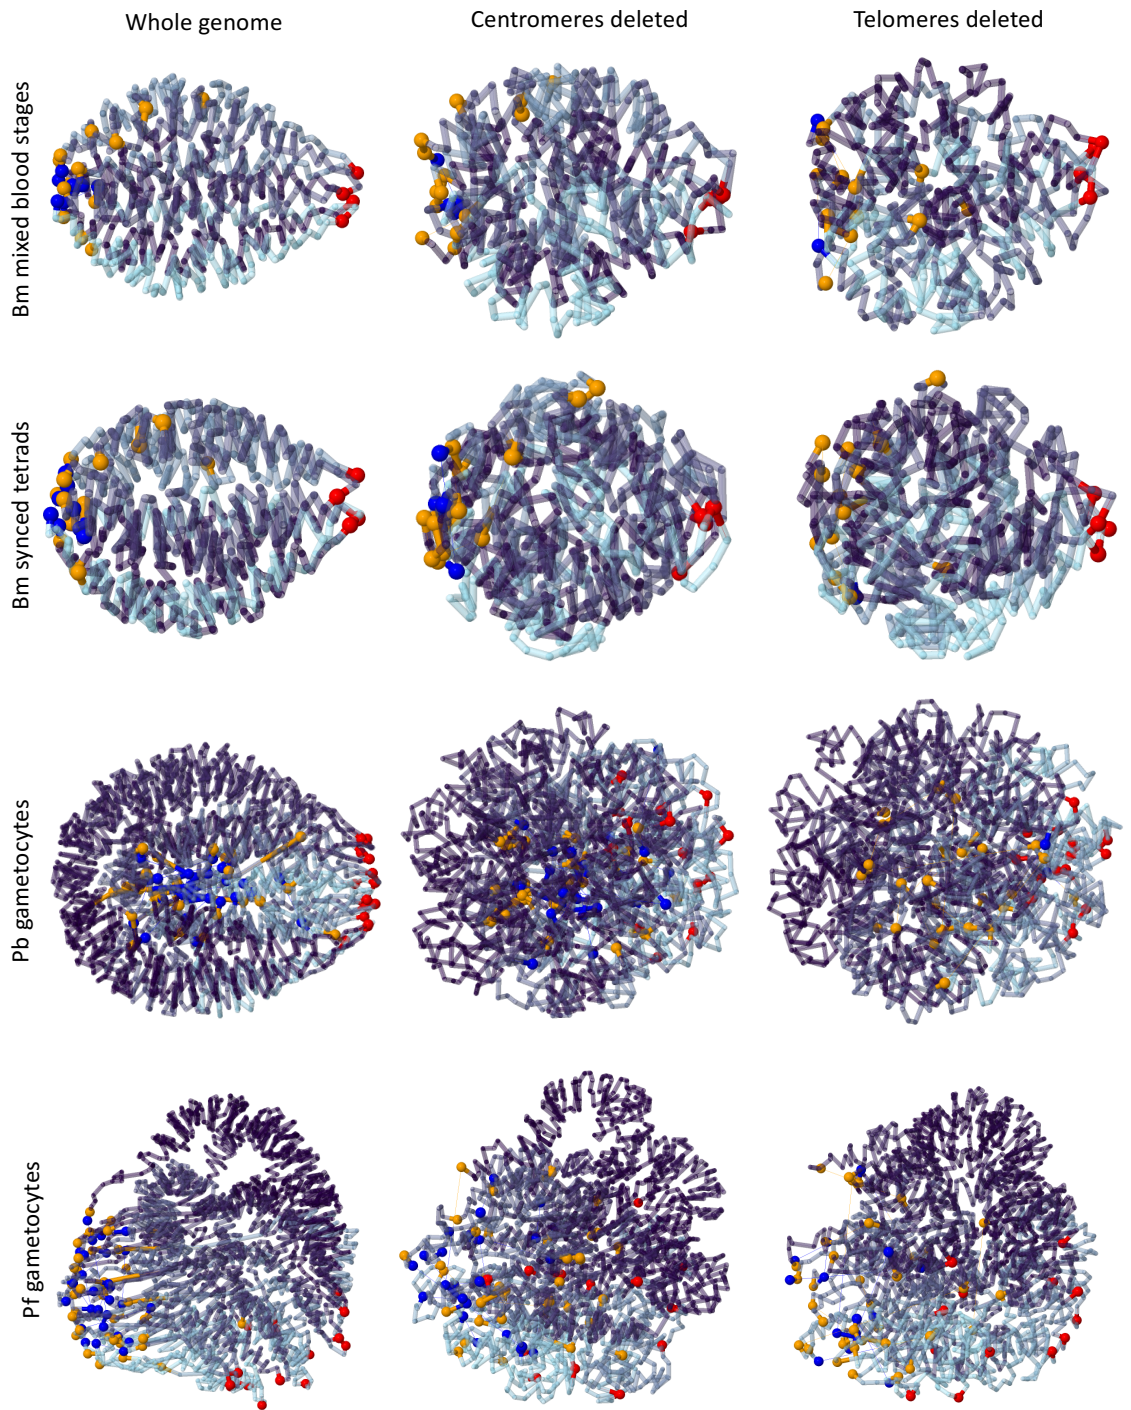 Whole genome
Centromeres deleted
Telomeres deleted
Bm mixed blood stages
Bm synced tetrads
Pb gametocytes
Pf gametocytes